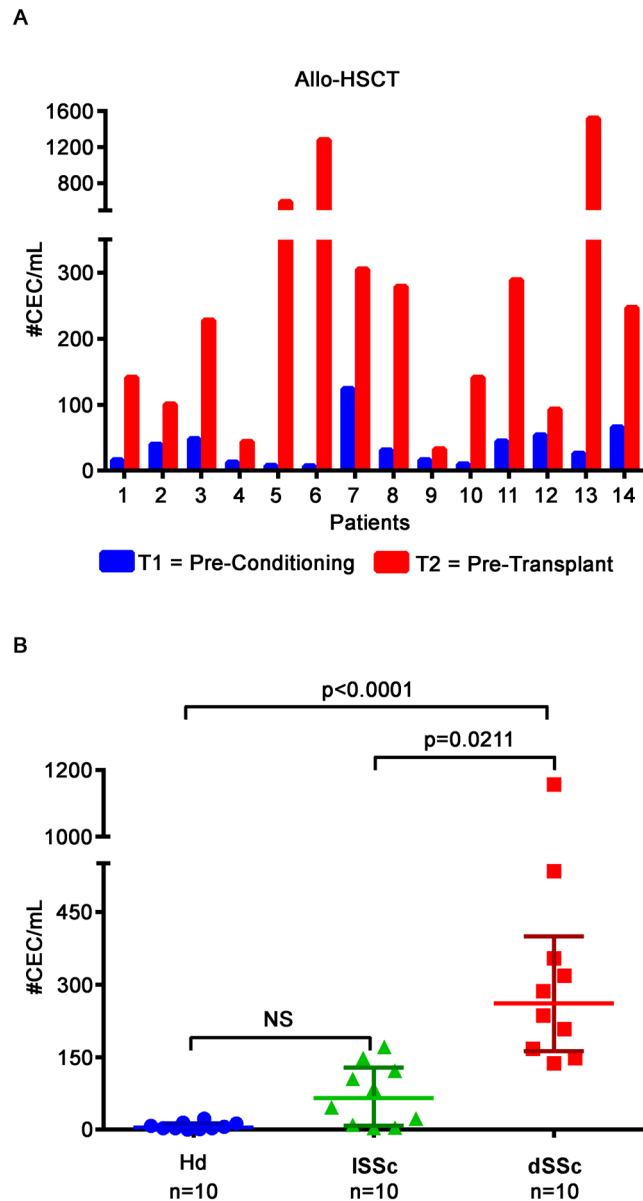 A
Allo-HSCT
1600
1200
800
300
200
100
0
#CEC/mL
1 2 3 4 5 6 7 8 9 10 11 12 13 14
Patients
T1 = Pre-Conditioning T2 = Pre-Transplant
B
p<0.0001
p=0.0211
1200
1000
450
300
150
0
#CEC/mL
NS
Hd lSSc dSSc
n=10 n=10 n=10